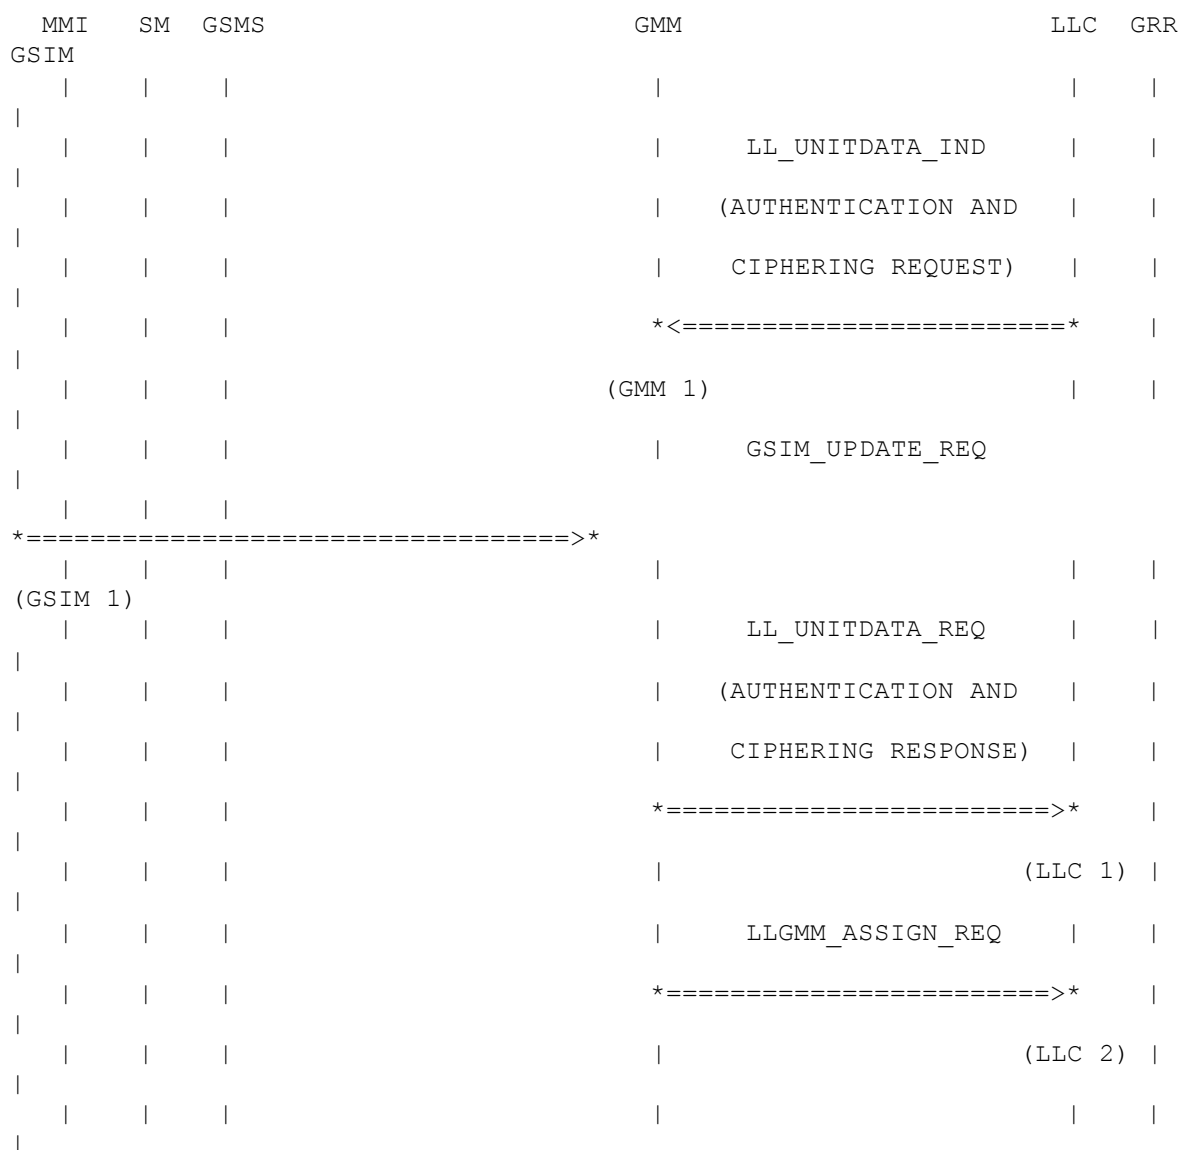 MMI SM GSMS GMM LLC GRR
GSIM
| | | | | |
|
| | | | LL_UNITDATA_IND | |
|
| | | | (AUTHENTICATION AND | |
|
| | | | CIPHERING REQUEST) | |
|
| | | *<========================* |
|
| | | (GMM 1) | |
|
| | | | GSIM_UPDATE_REQ
|
| | |
*==================================>*
| | | | | |
(GSIM 1)
| | | | LL_UNITDATA_REQ | |
|
| | | | (AUTHENTICATION AND | |
|
| | | | CIPHERING RESPONSE) | |
|
| | | *========================>* |
|
| | | | (LLC 1) |
|
| | | | LLGMM_ASSIGN_REQ | |
|
| | | *========================>* |
|
| | | | (LLC 2) |
|
| | | | | |
|